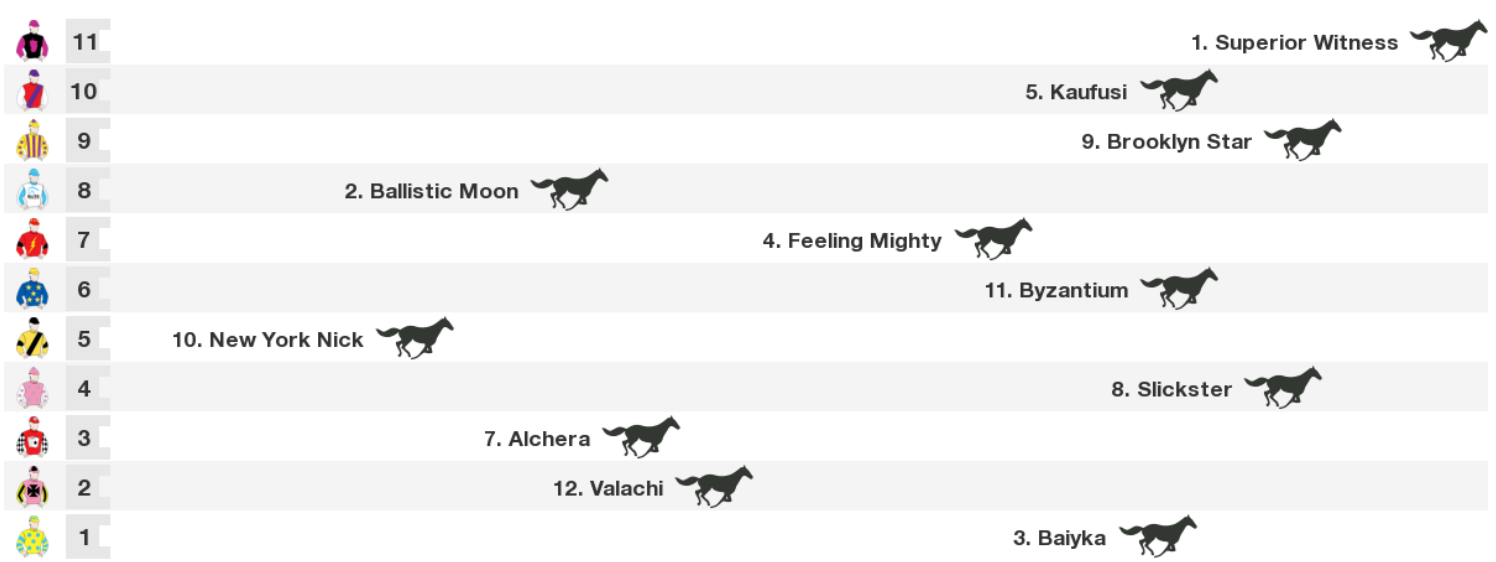 11 1. Superior Witness
10 5. Kaufusi
9 9. Brooklyn Star
8 2. Ballistic Moon
7 4. Feeling Mighty
6 11. Byzantium
5 10. New York Nick
4 8. Slickster
3 7. Alchera
2 12. Valachi
1 3. Baiyka